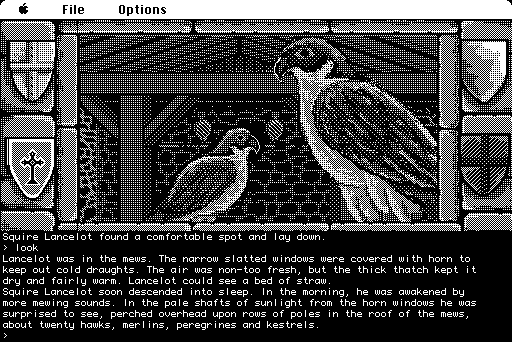 File Options
Squire Lancelot found a comfortable spot and lay down.
> look
Lancelot was in the mews. The narrow slatted windows were covered with horn to
keep out cold draughts. The air was non-too fresh, but the thick thatch kept it
dry and fairly warm. Lancelot could see a bed of straw.
Squire Lancelot soon descended into sleep. In the morning, he was awakened by
more mewing sounds. In the pale shafts of sunlight from the horn windows he was
surprised to see, perched overhead upon rows of poles in the roof of the mews,
about twenty hawks, merlins, peregrines and kestrels.
>